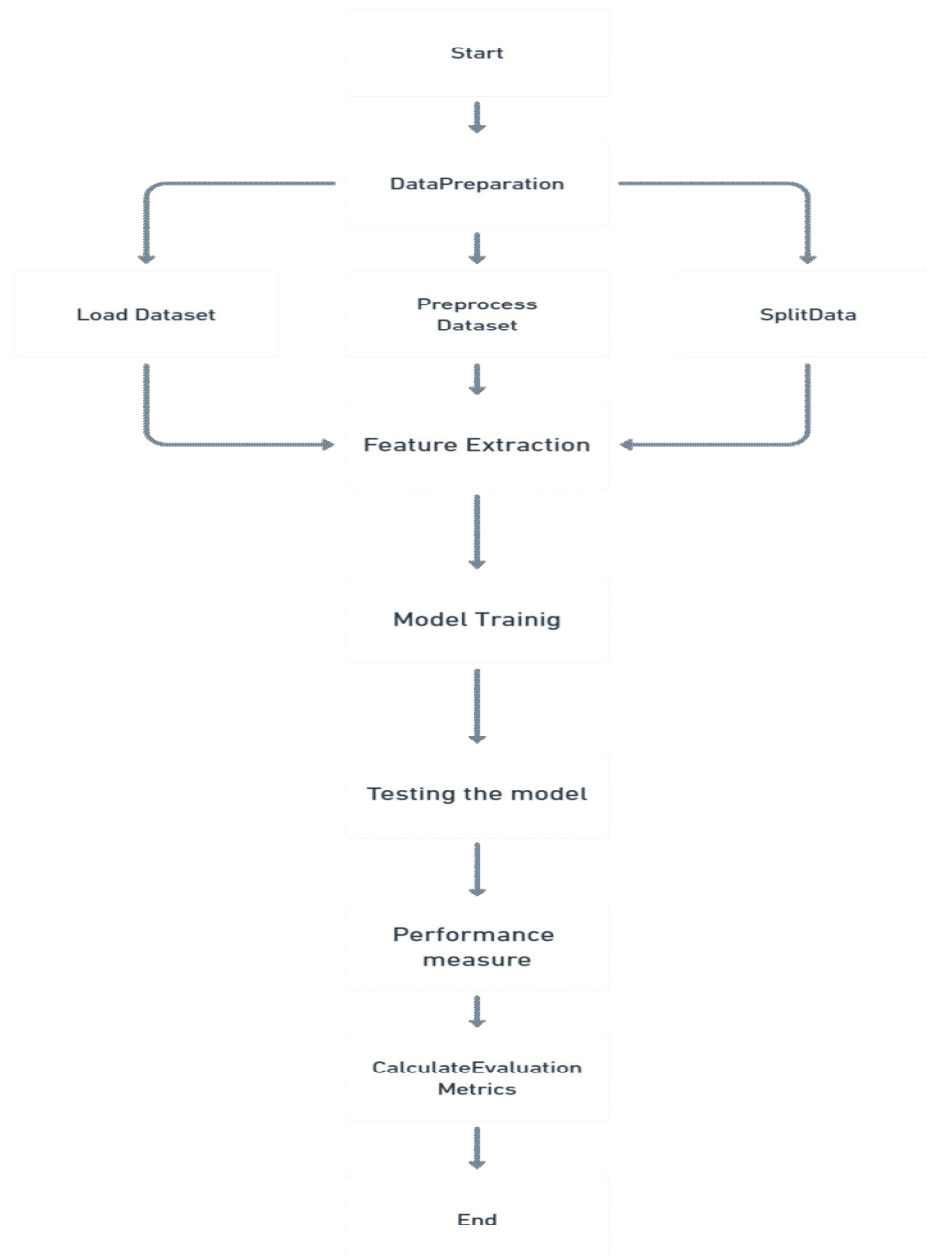 Start
DataPreparation
Load Dataset
Preprocess
Dataset
SplitData
Feature Extraction
Model Trainig
Testing the model
Performance
measure
CalculateEvaluation
Metrics
End